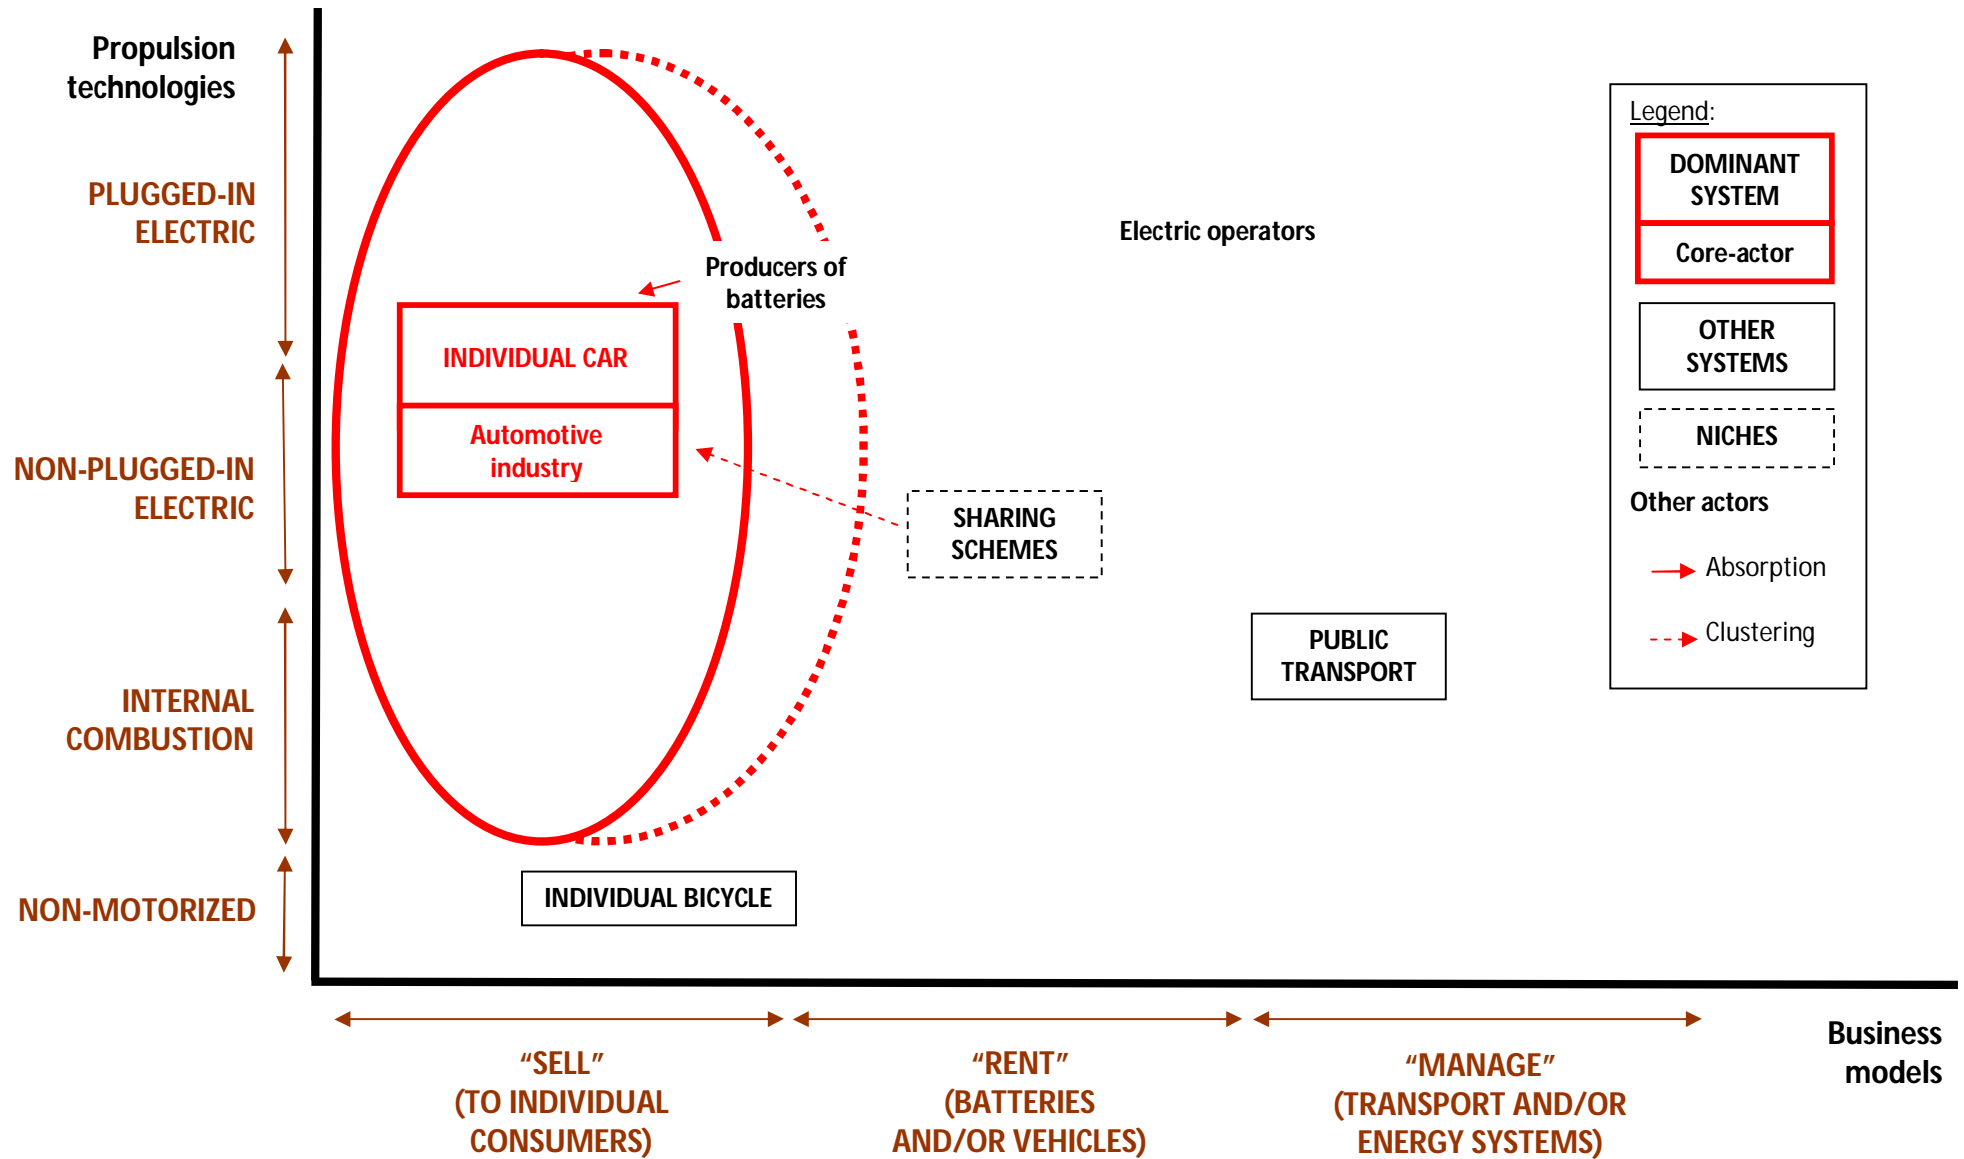 Propulsion
technologies
PLUGGED-IN
ELECTRIC
NON-PLUGGED-IN
ELECTRIC
INTERNAL
COMBUSTION
NON-MOTORIZED
Producers of
batteries
INDIVIDUAL CAR
Automotive
industry
Electric operators
SHARING
SCHEMES
PUBLIC
TRANSPORT
INDIVIDUAL BICYCLE
Legend:
DOMINANT
SYSTEM
Core-actor
OTHER
SYSTEMS
NICHES
Other actors
Absorption
Clustering
“SELL”
(TO INDIVIDUAL
CONSUMERS)
“RENT”
(BATTERIES
AND/OR VEHICLES)
“MANAGE”
(TRANSPORT AND/OR
ENERGY SYSTEMS)
Business
models